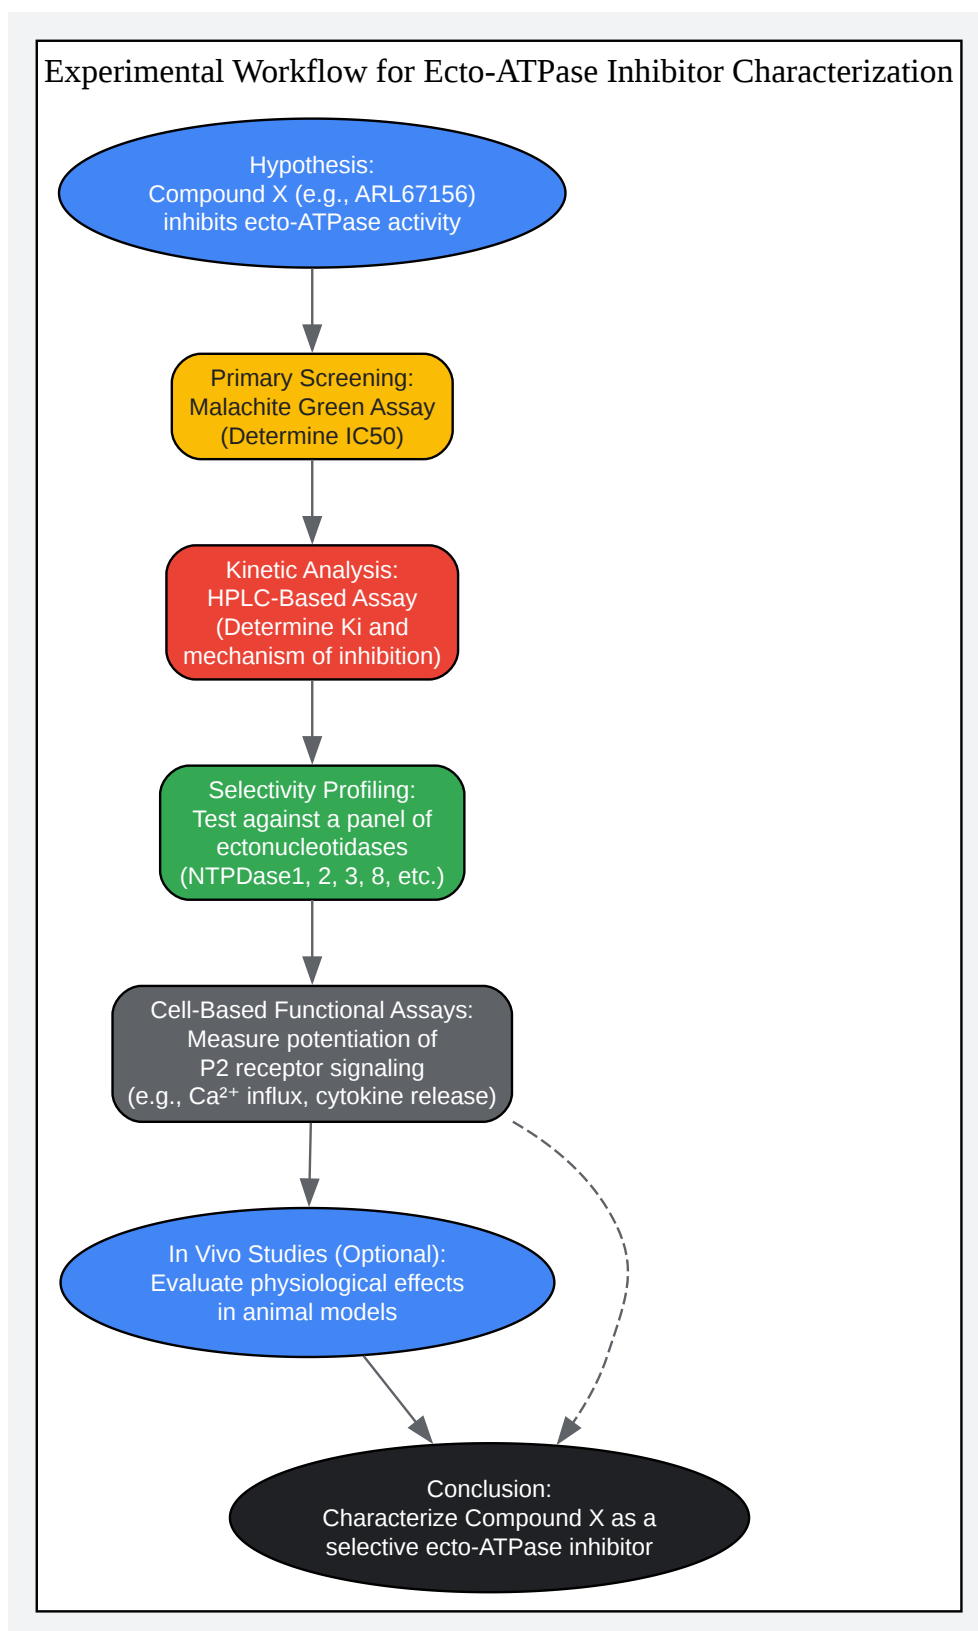 Experimental Workflow for Ecto-ATPase Inhibitor Characterization
Hypothesis:
Compound X (e.g., ARL67156)
inhibits ecto-ATPase activity
Primary Screening:
Malachite Green Assay
(Determine IC50)
Kinetic Analysis:
HPLC-Based Assay
(Determine Ki and
mechanism of inhibition)
Selectivity Profiling:
Test against a panel of
ectonucleotidases
(NTPDase1, 2, 3, 8, etc.)
Cell-Based Functional Assays:
Measure potentiation of
P2 receptor signaling
(e.g., Ca²⁺ influx, cytokine release)
In Vivo Studies (Optional):
Evaluate physiological effects
in animal models
Conclusion:
Characterize Compound X as a
selective ecto-ATPase inhibitor